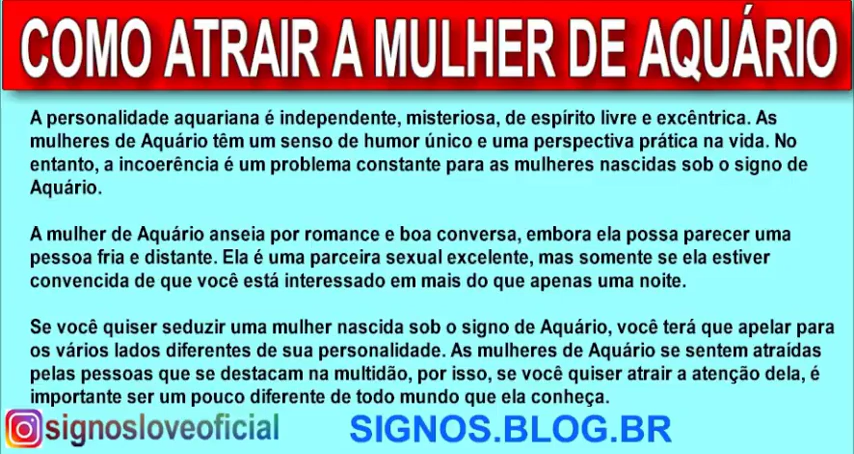 COMO ATRAIR A MULHER DE AQUÁRIO
A personalidade aquariana é independente, misteriosa, de espírito livre e excêntrica. As
mulheres de Aquário têm um senso de humor único e uma perspectiva prática na vida. No
entanto, a incoerência é um problema constante para as mulheres nascidas sob o signo de
Aquário.
A mulher de Aquário anseia por romance e boa conversa, embora ela possa parecer uma
pessoa fria e distante. Ela é uma parceira sexual excelente, mas somente se ela estiver
convencida de que você está interessado em mais do que apenas uma noite.
Se você quiser seduzir uma mulher nascida sob o signo de Aquário, você terá que apelar para
os vários lados diferentes de sua personalidade. As mulheres de Aquário se sentem atraídas
pelas pessoas que se destacam na multidão, por isso, se você quiser atrair a atenção dela, é
importante ser um pouco diferente de todo mundo que ela conheça.
signosloveoficial SIGNOS.BLOG.BR